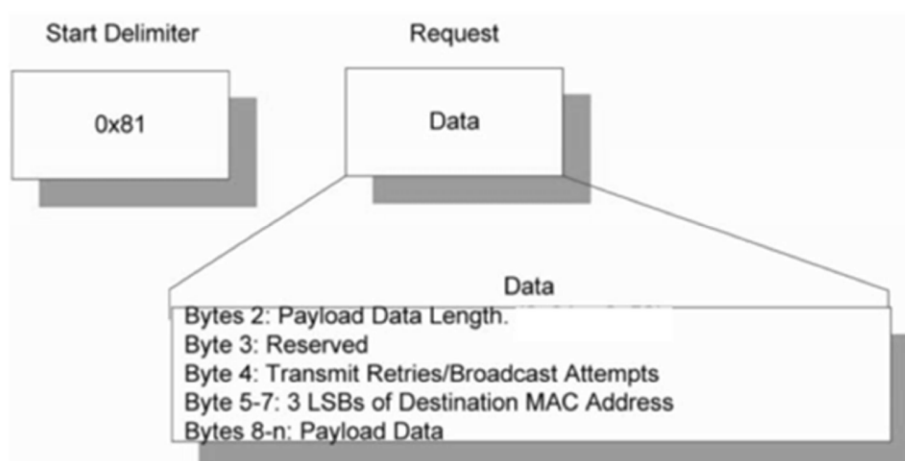 Start Delimiter
Request
0x81
Data
Data
Bytes 2: Payload Data Length.
Byte 3: Reserved
Byte 4: Transmit Retries/Broadcast Attempts
Byte 5-7: 3 LSBs of Destination MAC Address
Bytes 8-n: Payload Data